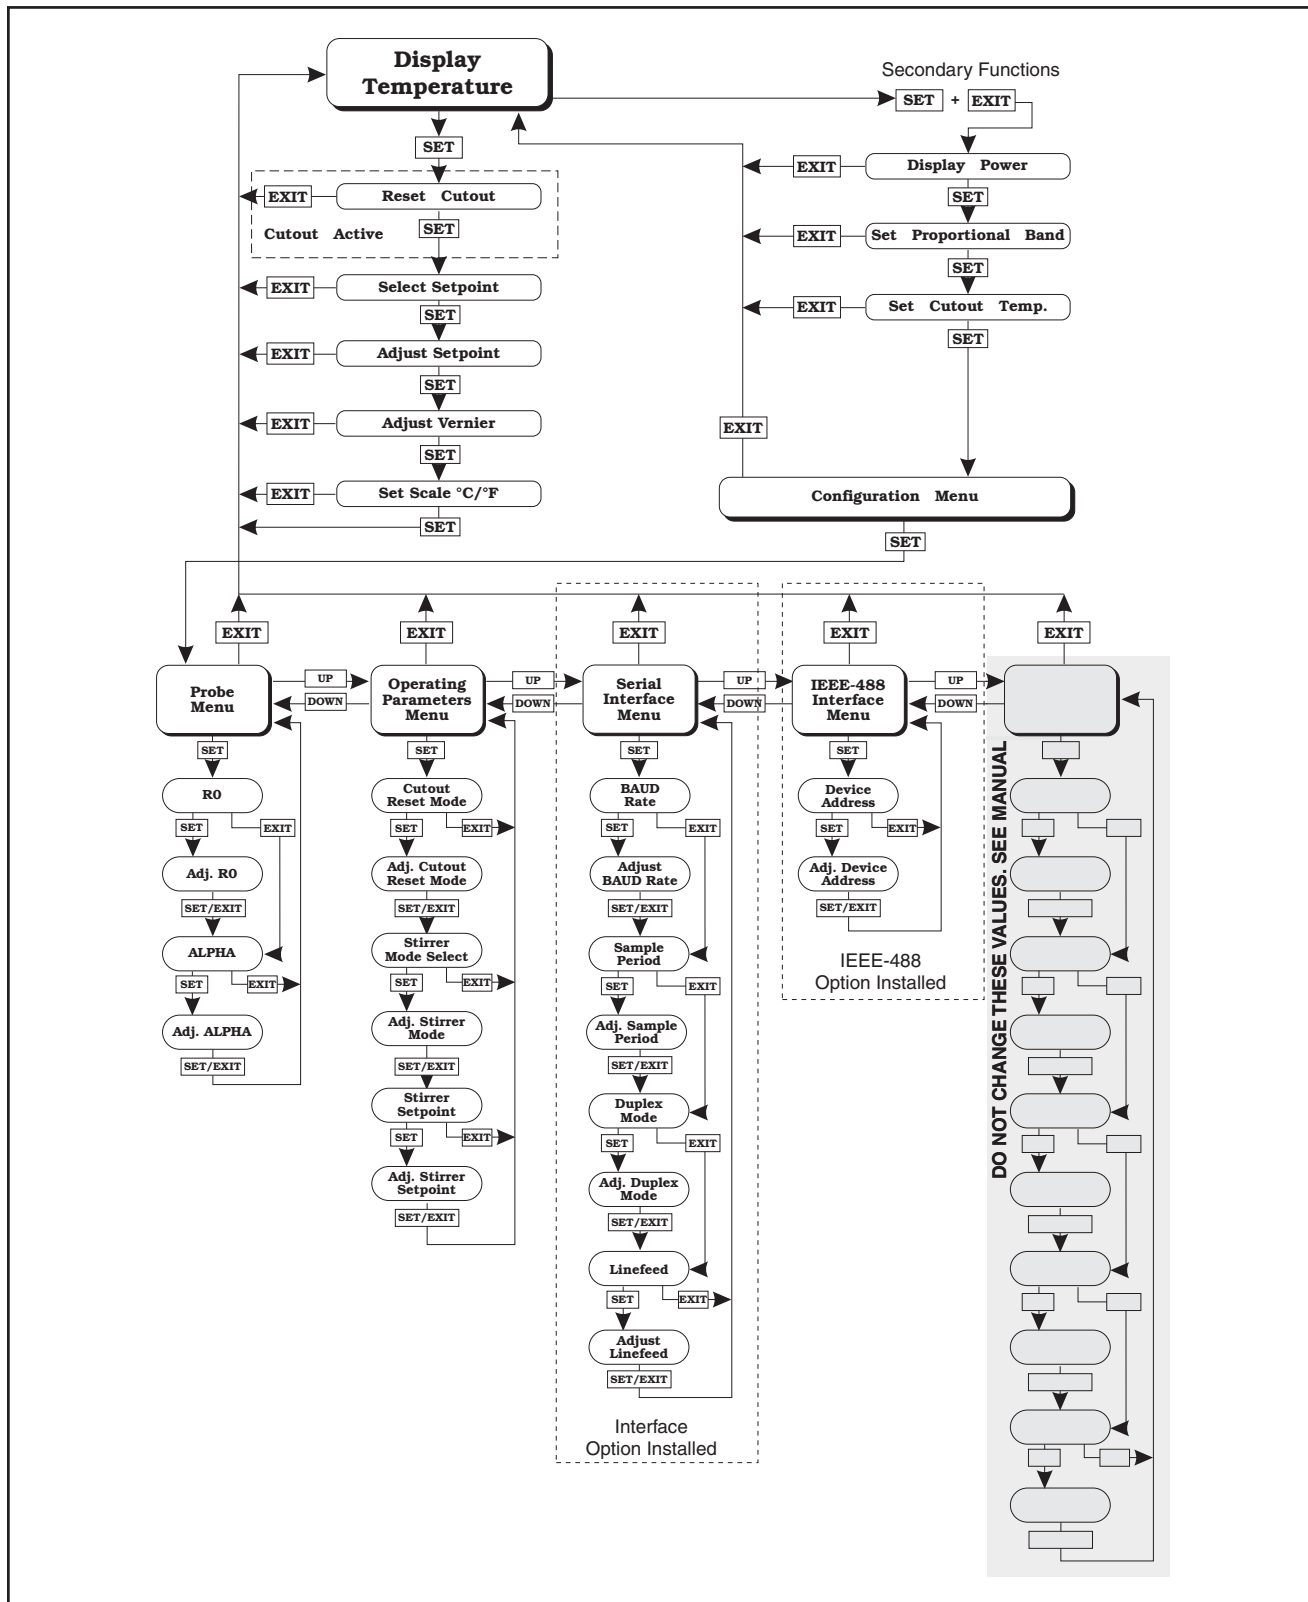 Display
Temperature
SET
Reset Cutout
EXIT
Cutout Active
SET
EXIT
Select Setpoint
SET
EXIT
Adjust Setpoint
SET
EXIT
Adjust Vernier
SET
EXIT
Set Scale °C/°F
SET
Secondary Functions
SET + EXIT
EXIT
Display Power
SET
EXIT
Set Proportional Band
SET
EXIT
Set Cutout Temp.
SET
EXIT
Configuration Menu
SET
EXIT
EXIT
EXIT
EXIT
EXIT
Probe
Menu
UP
DOWN
Operating
Parameters
Menu
UP
DOWN
Serial
Interface
Menu
UP
DOWN
IEEE-488
Interface
Menu
UP
DOWN
SET
R0
SET
EXIT
Adj. R0
SET/EXIT
ALPHA
SET
EXIT
Adj. ALPHA
SET/EXIT
SET
Cutout
Reset Mode
SET
EXIT
Adj. Cutout
Reset Mode
SET/EXIT
Stirrer
Mode Select
SET
EXIT
Adj. Stirrer
Mode
SET/EXIT
Stirrer
Setpoint
SET
EXIT
Adj. Stirrer
Setpoint
SET/EXIT
SET
BAUD
Rate
SET
EXIT
Adjust
BAUD Rate
SET/EXIT
Sample
Period
SET
EXIT
Adj. Sample
Period
SET/EXIT
Duplex
Mode
SET
EXIT
Adj. Duplex
Mode
SET/EXIT
Linefeed
SET
EXIT
Adjust
Linefeed
SET/EXIT
Interface
Option Installed
SET
Device
Address
SET
EXIT
Adj. Device
Address
SET/EXIT
IEEE-488
Option Installed
DO NOT CHANGE THESE VALUES. SEE MANUAL